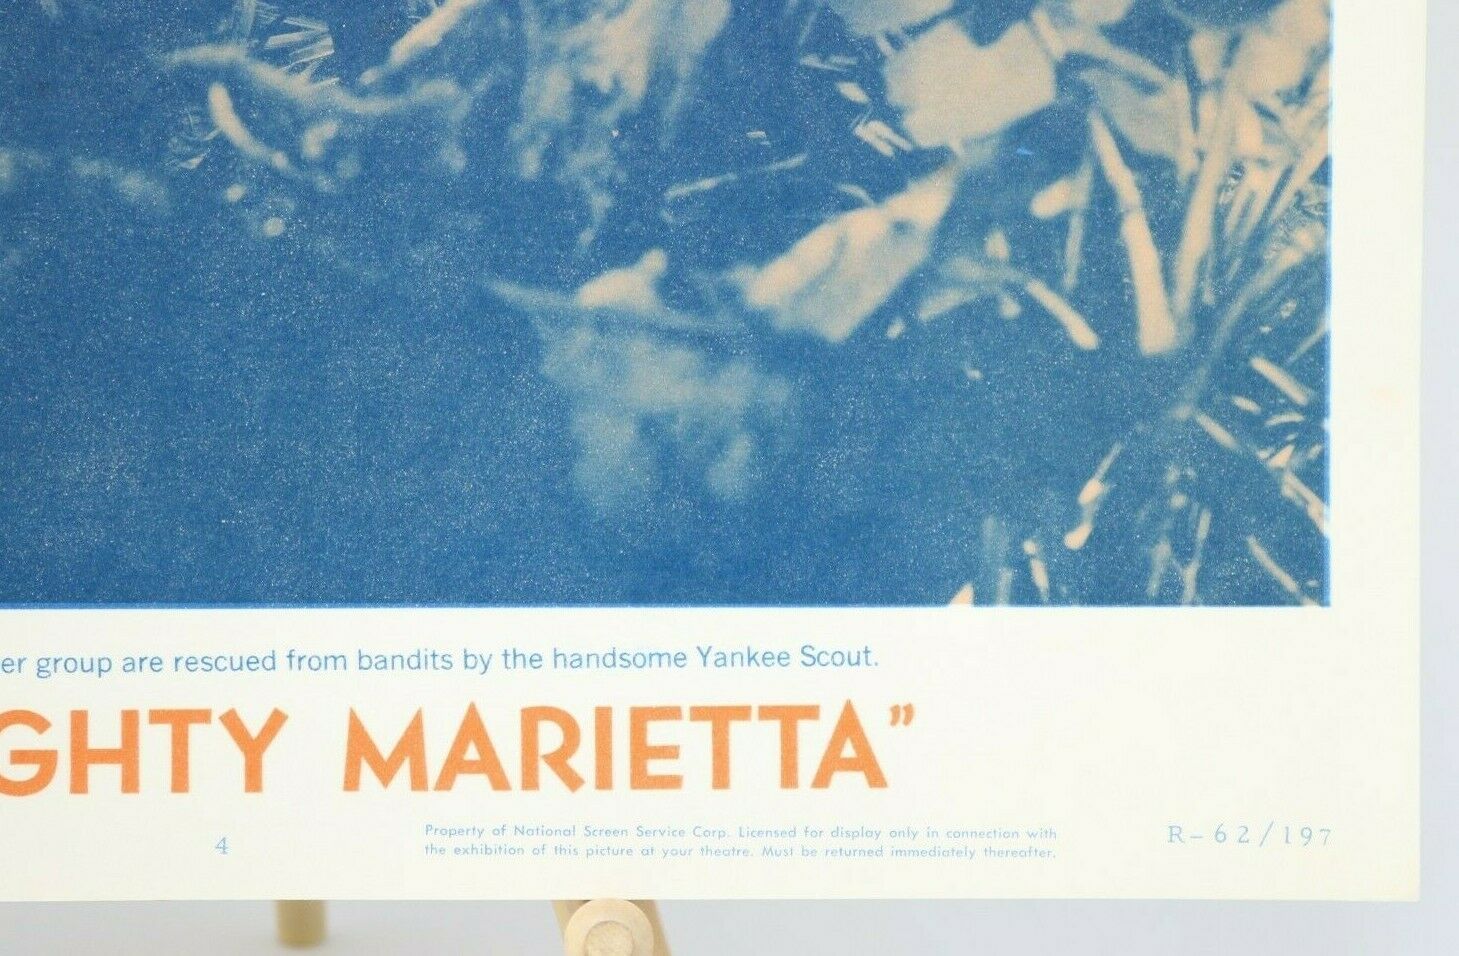 er group are rescued from bandits by the handsome Yankee Scout.
GHTY MARIETTA”
4
Property of National Screen Service Corp. Licensed for display only in connection with
the exhibition of this picture at your theatre. Must be returned immediately thereafter.
R-62/197